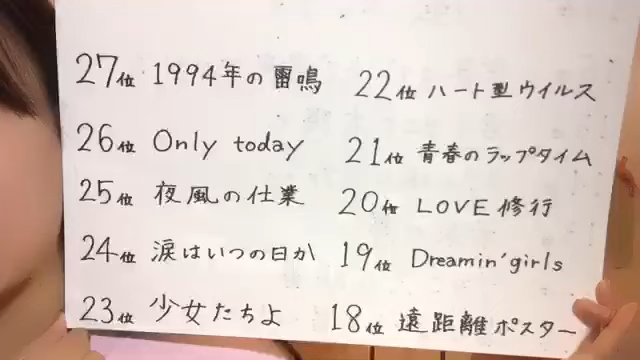 27位 1994年の雷鳴
26位 Only today
25位 夜風の仕業
24位 涙はいつの日か
23位 少女たちよ
22位 ハート型ウイルス
21位 青春のラップタイム
20位 LOVE修行
19位 Dreamin'girls
18位 遠距離ポスター